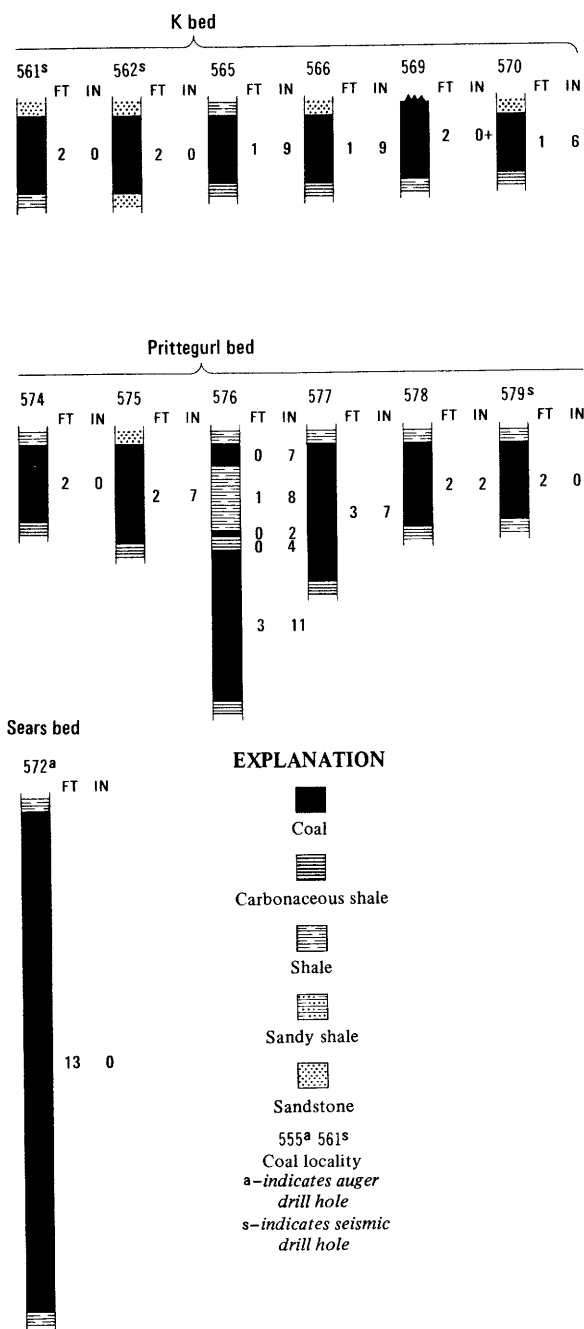 K bed
561s 562s 565 566 569 570
FT IN FT IN FT IN FT IN FT IN FT IN
2 0 2 0 1 9 1 9 2 0+ 1 6
Prittegurl bed
574 575 576 577 578 579s
FT IN FT IN FT IN FT IN FT IN FT IN
0 7
2 0 2 7 1 8 3 7 2 2 2 0
0 2
0 4
3 11
Sears bed
572a
FT IN
13 0
EXPLANATION
Coal
Carbonaceous shale
Shale
Sandy shale
Sandstone
555a 561s
Coal locality
a–indicates auger
drill hole
s–indicates seismic
drill hole